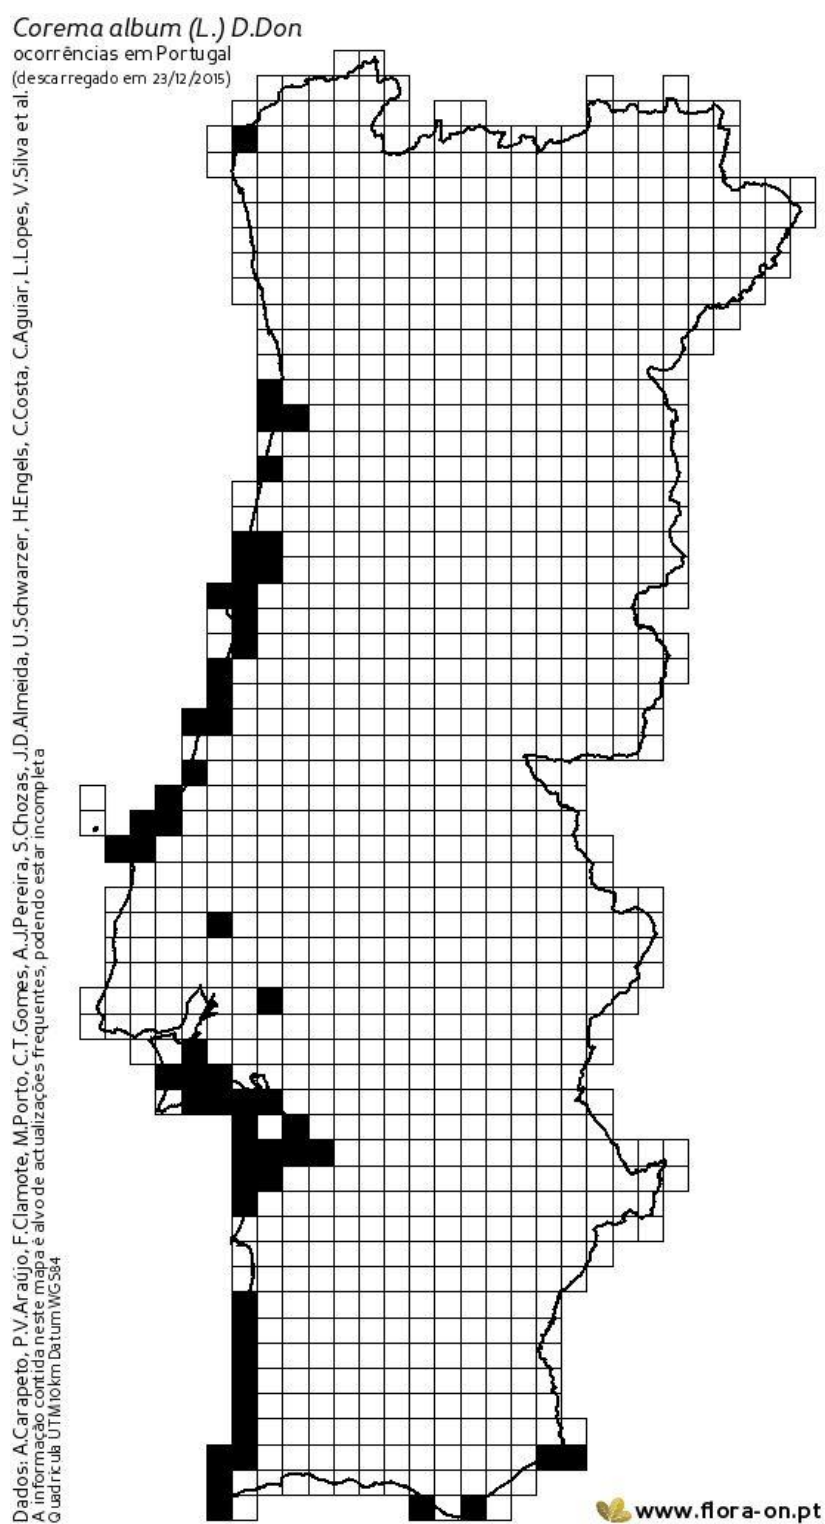 Corema album (L.) D.Don
ocorrências em Portugal
(descarregado em 23/12/2015)
Dados: A.Carapeto, P.V.Araújo, F.Clamote, M.Porto, C.T.Gomes, A.J.Pereira, S.Chozas, J.D.Almeida, U.Schwarzer, H.Engels, C.Costa, C.Aguiar, L.Lopes, V.Silva et al.
A informação contida neste mapa é alvo de actualizações frequentes, podendo estar incompleta
Quadrícula UTM 10km Datum WGS84
www.flora-on.pt